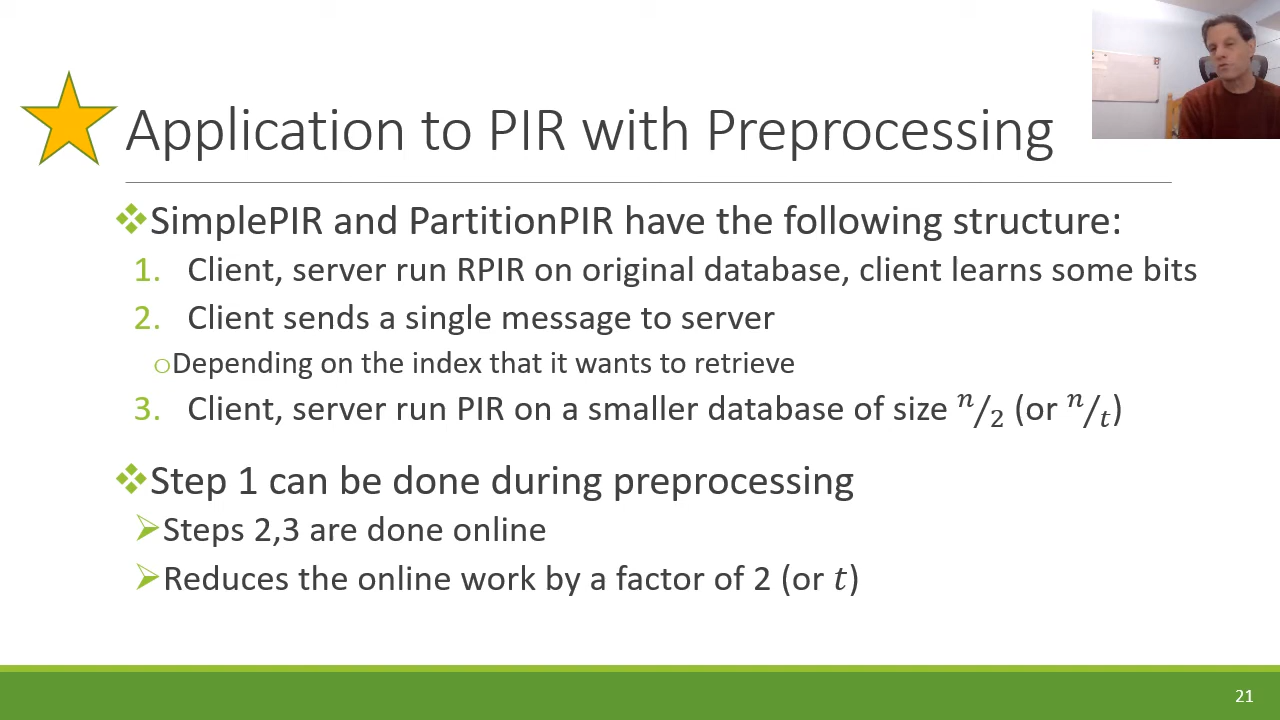 Application to PIR with Preprocessing
❖SimplePIR and PartitionPIR have the following structure:
1. Client, server run RPIR on original database, client learns some bits
2. Client sends a single message to server
oDepending on the index that it wants to retrieve
3. Client, server run PIR on a smaller database of size n/2 (or n/t)
❖Step 1 can be done during preprocessing
➢Steps 2,3 are done online
➢Reduces the online work by a factor of 2 (or t)
21